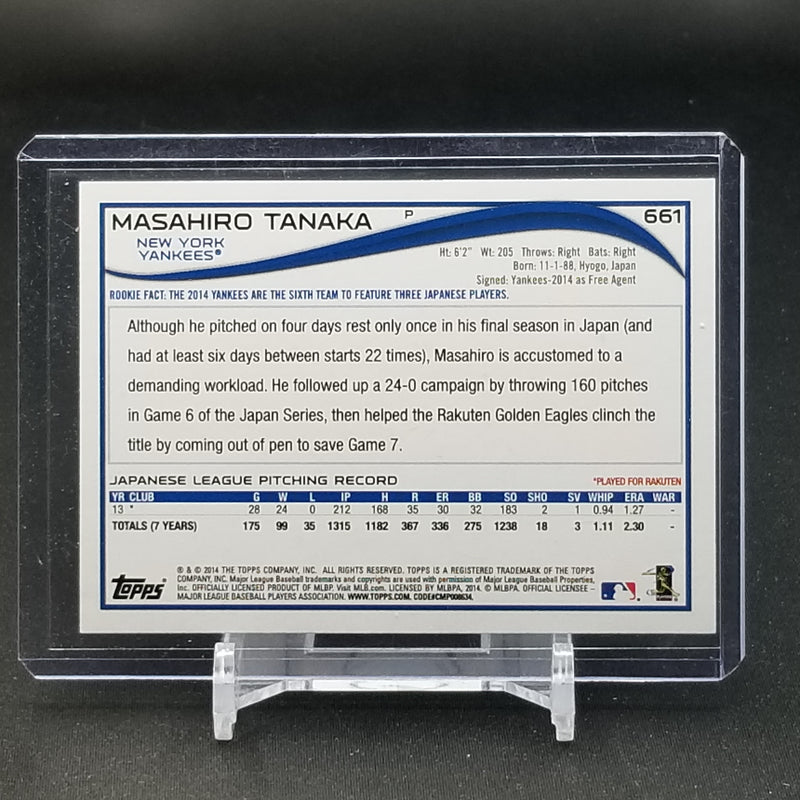 MASAHIRO TANAKA P 661
NEW YORK
YANKEES®
Ht: 6'2" Wt: 205 Throws: Right Bats: Right
Born: 11-1-88, Hyogo, Japan
Signed: Yankees-2014 as Free Agent
ROOKIE FACT: THE 2014 YANKEES ARE THE SIXTH TEAM TO FEATURE THREE JAPANESE PLAYERS.
Although he pitched on four days rest only once in his final season in Japan (and
had at least six days between starts 22 times), Masahiro is accustomed to a
demanding workload. He followed up a 24-0 campaign by throwing 160 pitches
in Game 6 of the Japan Series, then helped the Rakuten Golden Eagles clinch the
title by coming out of pen to save Game 7.
JAPANESE LEAGUE PITCHING RECORD *PLAYED FOR RAKUTEN
YR CLUB G W L IP H R ER BB SO SHO SV WHIP ERA WAR
13 * 28 24 0 212 168 35 30 32 183 2 1 0.94 1.27 -
TOTALS (7 YEARS) 175 99 35 1315 1182 367 336 275 1238 18 3 1.11 2.30 -
® & © 2014 THE TOPPS COMPANY, INC. ALL RIGHTS RESERVED. TOPPS IS A REGISTERED TRADEMARK OF THE TOPPS COMPANY,
INC. Major League Baseball trademarks and copyrights are used with permission of Major League Baseball Properties,
Inc. OFFICIALLY LICENSED PRODUCT OF MLBP. Visit MLB.com. LICENSED BY MLBPA, 2014. © MLBPA. OFFICIAL LICENSEE –
MAJOR LEAGUE BASEBALL PLAYERS ASSOCIATION. WWW.TOPPS.COM. CODE#CMP008634.
Topps®